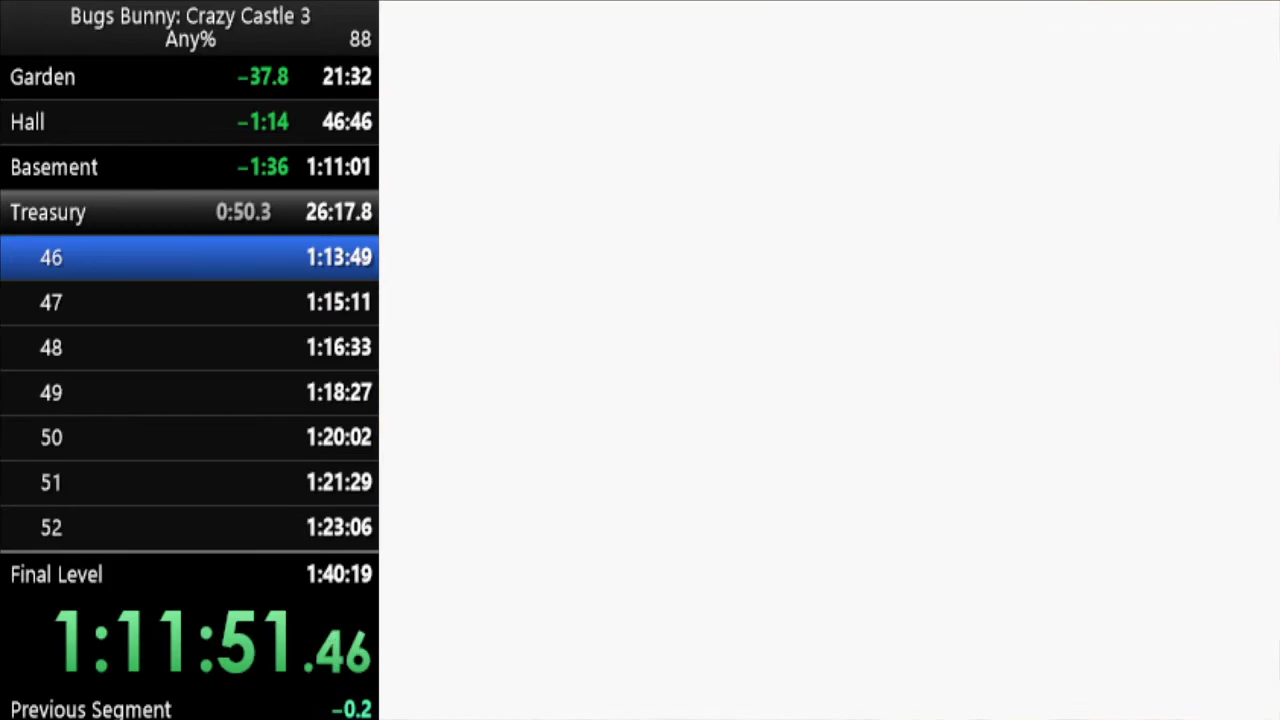 Bugs Bunny: Crazy Castle 3
Any% 88
Garden -37.8 21:32
Hall -1:14 46:46
Basement -1:36 1:11:01
Treasury 0:50.3 26:17.8
46 1:13:49
47 1:15:11
48 1:16:33
49 1:18:27
50 1:20:02
51 1:21:29
52 1:23:06
Final Level 1:40:19
1:11:51.46
Previous Segment -0.2